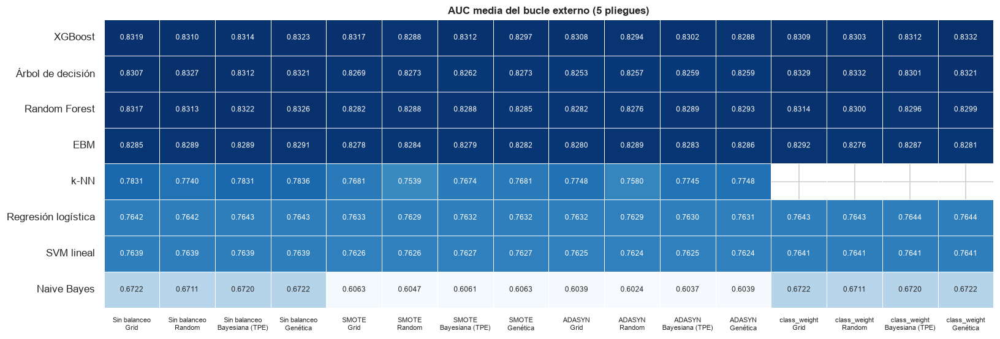 AUC media del bucle externo (5 pliegues)
XGBoost 0.8319 0.8310 0.8314 0.8323 0.8317 0.8288 0.8312 0.8297 0.8308 0.8294 0.8302 0.8288 0.8309 0.8303 0.8312 0.8332
Árbol de decisión 0.8307 0.8327 0.8312 0.8321 0.8269 0.8273 0.8262 0.8273 0.8253 0.8257 0.8259 0.8259 0.8329 0.8332 0.8301 0.8321
Random Forest 0.8317 0.8313 0.8322 0.8326 0.8282 0.8288 0.8288 0.8285 0.8282 0.8276 0.8289 0.8293 0.8314 0.8300 0.8296 0.8299
EBM 0.8285 0.8289 0.8289 0.8291 0.8278 0.8284 0.8279 0.8282 0.8280 0.8289 0.8283 0.8286 0.8292 0.8276 0.8287 0.8281
k-NN 0.7831 0.7740 0.7831 0.7836 0.7681 0.7539 0.7674 0.7681 0.7748 0.7580 0.7745 0.7748
Regresión logística 0.7642 0.7642 0.7643 0.7643 0.7633 0.7629 0.7632 0.7632 0.7632 0.7629 0.7630 0.7631 0.7643 0.7643 0.7644 0.7644
SVM lineal 0.7639 0.7639 0.7639 0.7639 0.7626 0.7626 0.7627 0.7627 0.7625 0.7624 0.7625 0.7624 0.7641 0.7641 0.7641 0.7641
Naive Bayes 0.6722 0.6711 0.6720 0.6722 0.6063 0.6047 0.6061 0.6063 0.6039 0.6024 0.6037 0.6039 0.6722 0.6711 0.6720 0.6722
Sin balanceo Sin balanceo Sin balanceo Sin balanceo SMOTE SMOTE SMOTE SMOTE ADASYN ADASYN ADASYN ADASYN class_weight class_weight class_weight class_weight
Grid Random Bayesiana (TPE) Genética Grid Random Bayesiana (TPE) Genética Grid Random Bayesiana (TPE) Genética Grid Random Bayesiana (TPE) Genética